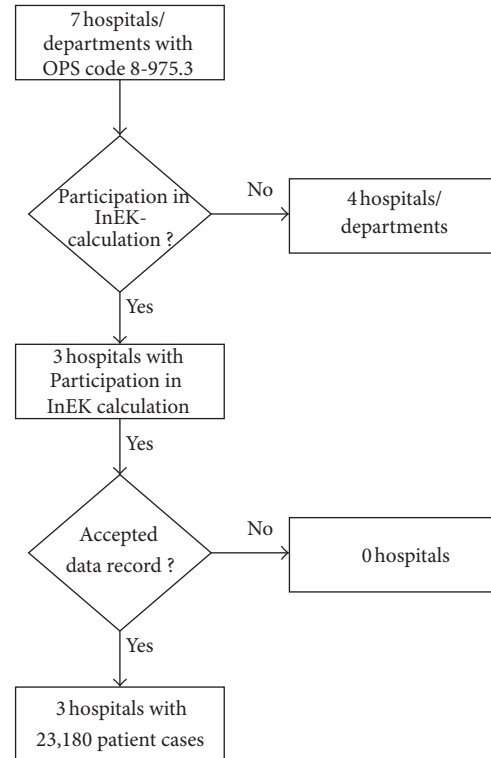 7 hospitals/
departments with
OPS code 8-975.3
Participation in
InEK-
calculation ?
No
4 hospitals/
departments
Yes
3 hospitals with
Participation in
InEK calculation
Yes
Accepted
data record ?
No
0 hospitals
Yes
3 hospitals with
23,180 patient cases